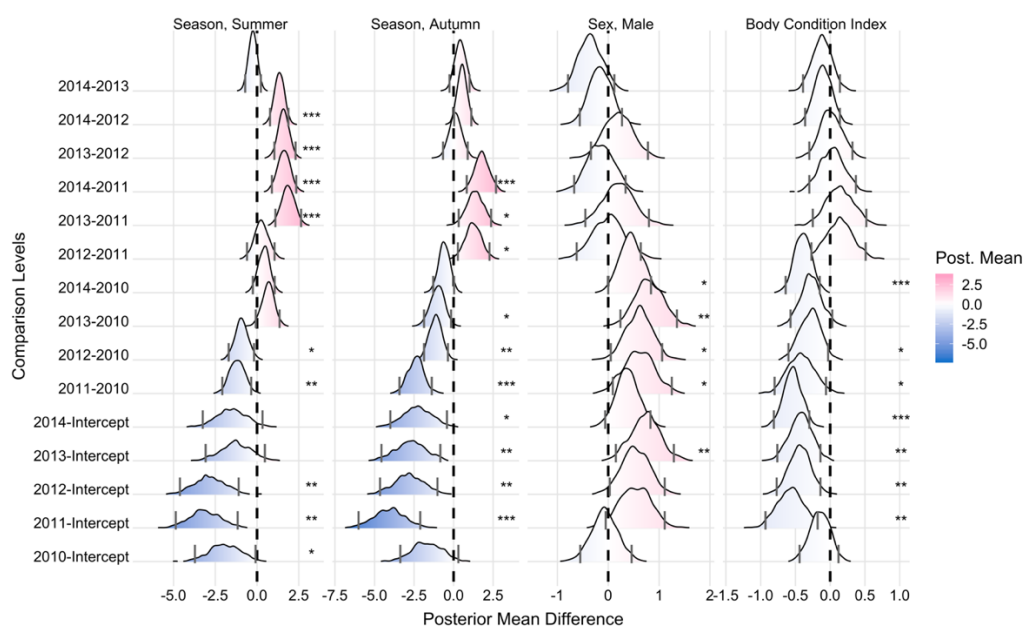 Season, Summer Season, Autumn Sex, Male Body Condition Index
Comparison Levels
2014-2013
2014-2012 ***
2013-2012 ***
2014-2011 *** ***
2013-2011 *** *
2012-2011 *
2014-2010 * ***
2013-2010 * **
2012-2010 * ** * *
2011-2010 ** *** * *
2014-Intercept * ***
2013-Intercept ** ** **
2012-Intercept ** ** **
2011-Intercept ** *** **
2010-Intercept *
-5.0 -2.5 0.0 2.5 -7.5 -5.0 -2.5 0.0 2.5 -1 0 1 2 -1.5 -1.0 -0.5 0.0 0.5 1.0
Posterior Mean Difference
Post. Mean
2.5
0.0
-2.5
-5.0